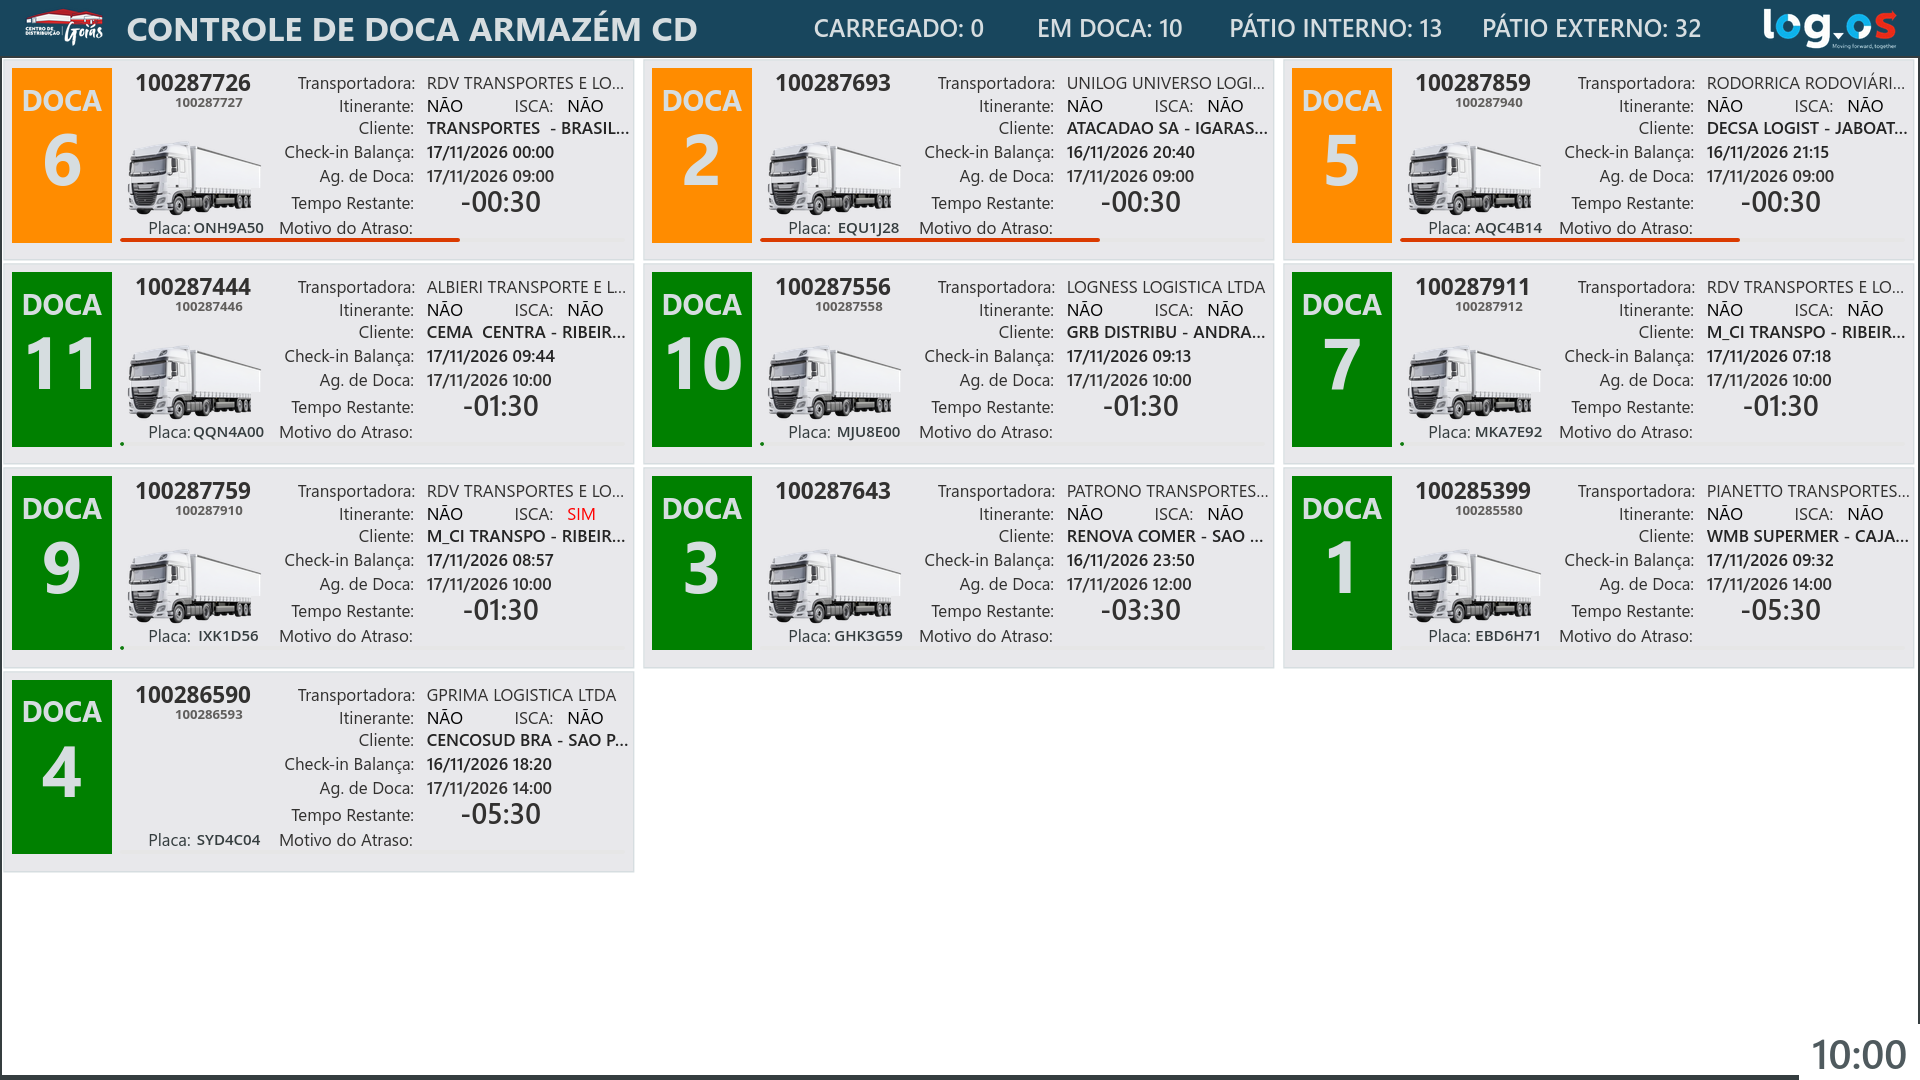 CENTRO DE DISTRIBUIÇÃO Goiás
CONTROLE DE DOCA ARMAZÉM CD
CARREGADO: 0
EM DOCA: 10
PÁTIO INTERNO: 13
PÁTIO EXTERNO: 32
log.os
Moving forward, together
DOCA
6
100287726
100287727
Transportadora: RDV TRANSPORTES E LO...
Itinerante: NÃO ISCA: NÃO
Cliente: TRANSPORTES - BRASIL...
Check-in Balança: 17/11/2026 00:00
Ag. de Doca: 17/11/2026 09:00
Tempo Restante: -00:30
Placa: ONH9A50 Motivo do Atraso:
DOCA
2
100287693
Transportadora: UNILOG UNIVERSO LOGI...
Itinerante: NÃO ISCA: NÃO
Cliente: ATACADAO SA - IGARAS...
Check-in Balança: 16/11/2026 20:40
Ag. de Doca: 17/11/2026 09:00
Tempo Restante: -00:30
Placa: EQU1J28 Motivo do Atraso:
DOCA
5
100287859
100287940
Transportadora: RODORRICA RODOVIÁRI...
Itinerante: NÃO ISCA: NÃO
Cliente: DECSA LOGIST - JABOAT...
Check-in Balança: 16/11/2026 21:15
Ag. de Doca: 17/11/2026 09:00
Tempo Restante: -00:30
Placa: AQC4B14 Motivo do Atraso:
DOCA
11
100287444
100287446
Transportadora: ALBIERI TRANSPORTE E L...
Itinerante: NÃO ISCA: NÃO
Cliente: CEMA CENTRA - RIBEIR...
Check-in Balança: 17/11/2026 09:44
Ag. de Doca: 17/11/2026 10:00
Tempo Restante: -01:30
Placa: QQN4A00 Motivo do Atraso:
DOCA
10
100287556
100287558
Transportadora: LOGNESS LOGISTICA LTDA
Itinerante: NÃO ISCA: NÃO
Cliente: GRB DISTRIBU - ANDRA...
Check-in Balança: 17/11/2026 09:13
Ag. de Doca: 17/11/2026 10:00
Tempo Restante: -01:30
Placa: MJU8E00 Motivo do Atraso:
DOCA
7
100287911
100287912
Transportadora: RDV TRANSPORTES E LO...
Itinerante: NÃO ISCA: NÃO
Cliente: M_CI TRANSPO - RIBEIR...
Check-in Balança: 17/11/2026 07:18
Ag. de Doca: 17/11/2026 10:00
Tempo Restante: -01:30
Placa: MKA7E92 Motivo do Atraso:
DOCA
9
100287759
100287910
Transportadora: RDV TRANSPORTES E LO...
Itinerante: NÃO ISCA: SIM
Cliente: M_CI TRANSPO - RIBEIR...
Check-in Balança: 17/11/2026 08:57
Ag. de Doca: 17/11/2026 10:00
Tempo Restante: -01:30
Placa: IXK1D56 Motivo do Atraso:
DOCA
3
100287643
Transportadora: PATRONO TRANSPORTES...
Itinerante: NÃO ISCA: NÃO
Cliente: RENOVA COMER - SAO ...
Check-in Balança: 16/11/2026 23:50
Ag. de Doca: 17/11/2026 12:00
Tempo Restante: -03:30
Placa: GHK3G59 Motivo do Atraso:
DOCA
1
100285399
100285580
Transportadora: PIANETTO TRANSPORTES...
Itinerante: NÃO ISCA: NÃO
Cliente: WMB SUPERMER - CAJA...
Check-in Balança: 17/11/2026 09:32
Ag. de Doca: 17/11/2026 14:00
Tempo Restante: -05:30
Placa: EBD6H71 Motivo do Atraso:
DOCA
4
100286590
100286593
Transportadora: GPRIMA LOGISTICA LTDA
Itinerante: NÃO ISCA: NÃO
Cliente: CENCOSUD BRA - SAO P...
Check-in Balança: 16/11/2026 18:20
Ag. de Doca: 17/11/2026 14:00
Tempo Restante: -05:30
Placa: SYD4C04 Motivo do Atraso:
10:00